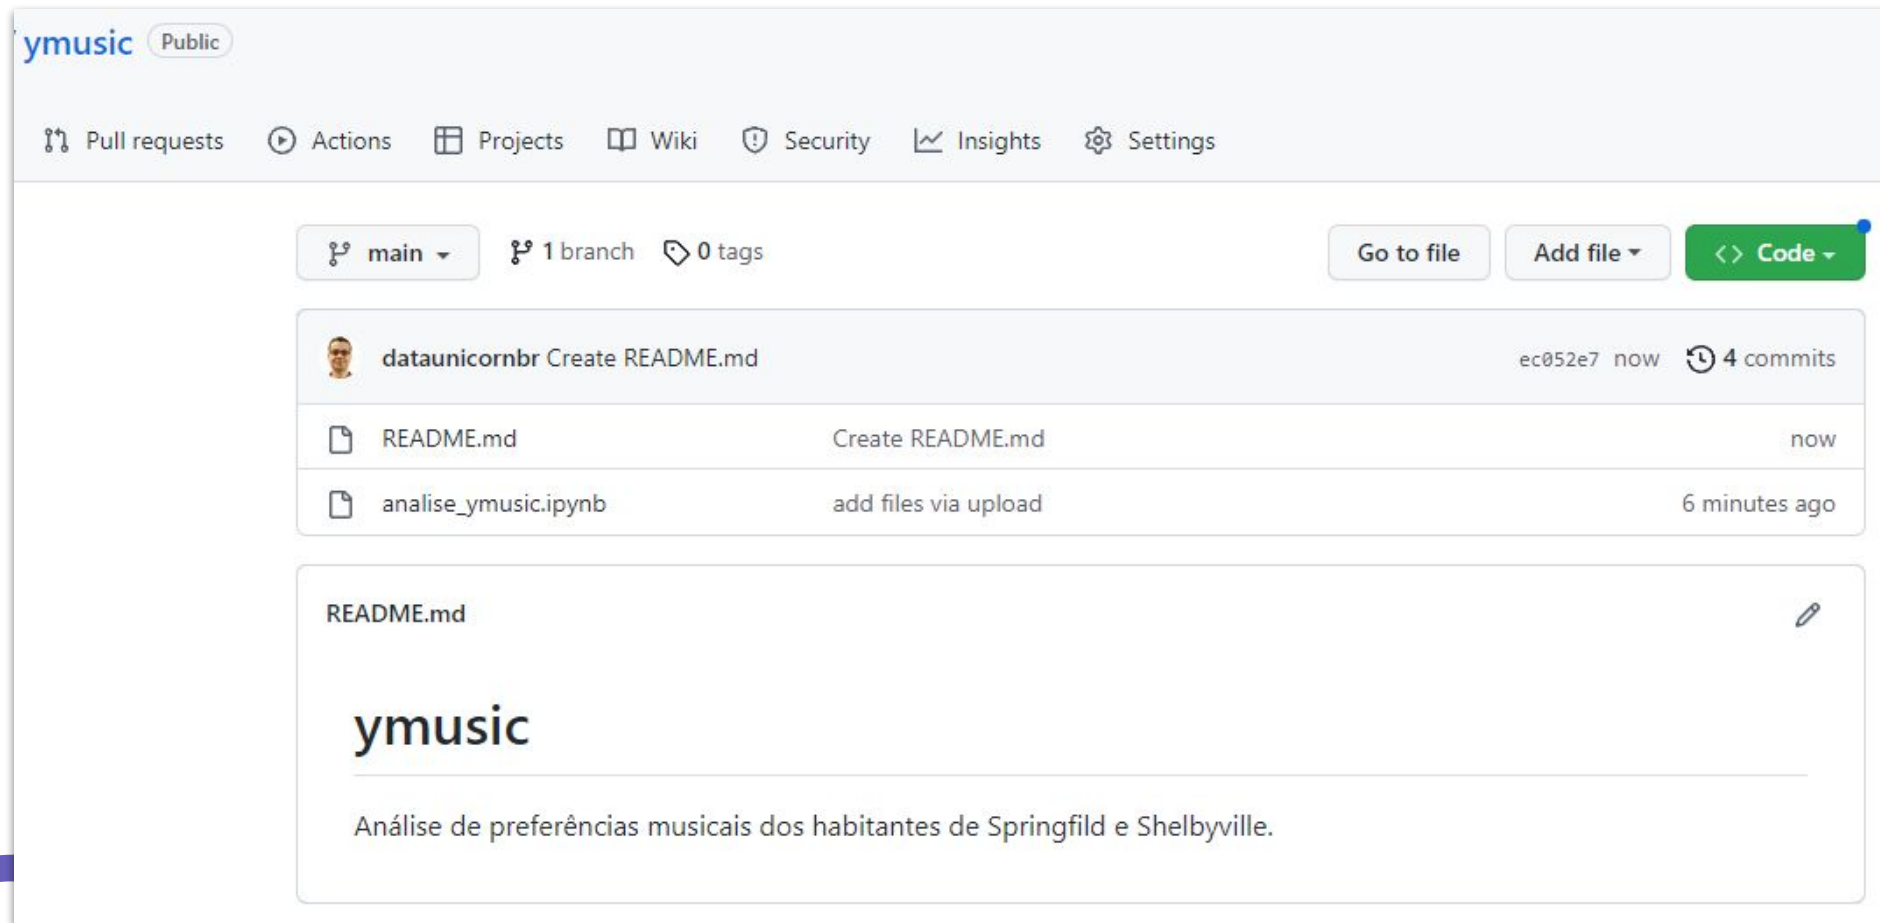 ymusic Public
Pull requests Actions Projects Wiki Security Insights Settings
main 1 branch 0 tags Go to file Add file <> Code
dataunicornbr Create README.md ec052e7 now 4 commits
README.md Create README.md now
analise_ymusic.ipynb add files via upload 6 minutes ago
README.md
ymusic
Análise de preferências musicais dos habitantes de Springfild e Shelbyville.